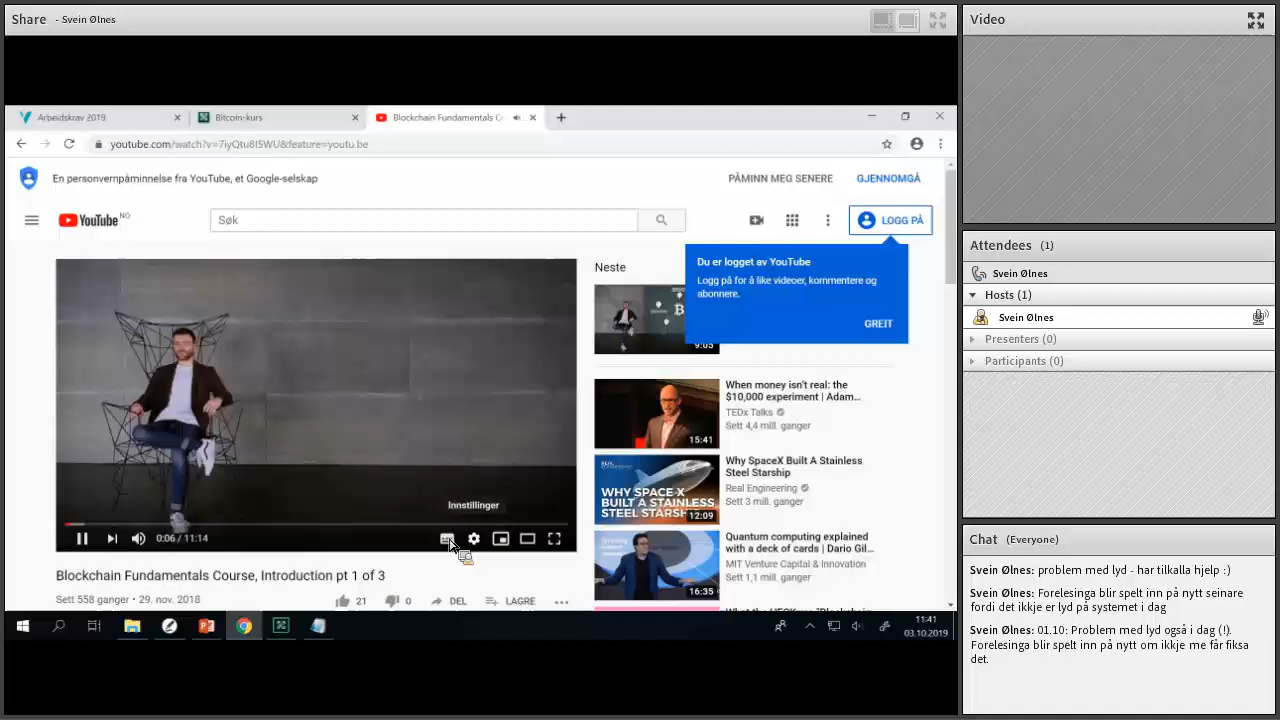 Share - Svein Ølnes
Arbeidskrav 2019
Bitcoin-kurs
Blockchain Fundamentals C
youtube.com/watch?v=7iyQtu8I5WU&feature=youtu.be
En personvernpåminnelse fra YouTube, et Google-selskap
PÅMINN MEG SENERE
GJENNOMGÅ
YouTube NO
Søk
LOGG PÅ
Du er logget av YouTube
Logg på for å like videoer, kommentere og
abonnere.
GREIT
Neste
9:05
When money isn't real: the
$10,000 experiment | Adam...
TEDx Talks
Sett 4,4 mill. ganger
15:41
Why SpaceX Built A Stainless
Steel Starship
Real Engineering
Sett 3 mill. ganger
WHY SPACE X
BUILT A STAINLESS
STEEL STARSH
12:09
Quantum computing explained
with a deck of cards | Dario Gil...
MIT Venture Capital & Innovation
Sett 1,1 mill. ganger
16:35
Innstillinger
0:06 / 11:14
Blockchain Fundamentals Course, Introduction pt 1 of 3
Sett 558 ganger • 29. nov. 2018
21
0
DEL
LAGRE
11:41
03.10.2019
Video
Attendees (1)
Svein Ølnes
Hosts (1)
Svein Ølnes
Presenters (0)
Participants (0)
Chat (Everyone)
Svein Ølnes: problem med lyd - har tilkalla hjelp :)
Svein Ølnes: Forelesinga blir spelt inn på nytt seinare
fordi det ikkje er lyd på systemet i dag
Svein Ølnes: 01.10: Problem med lyd også i dag (!).
Forelesinga blir spelt inn på nytt om ikkje me får fiksa
det.